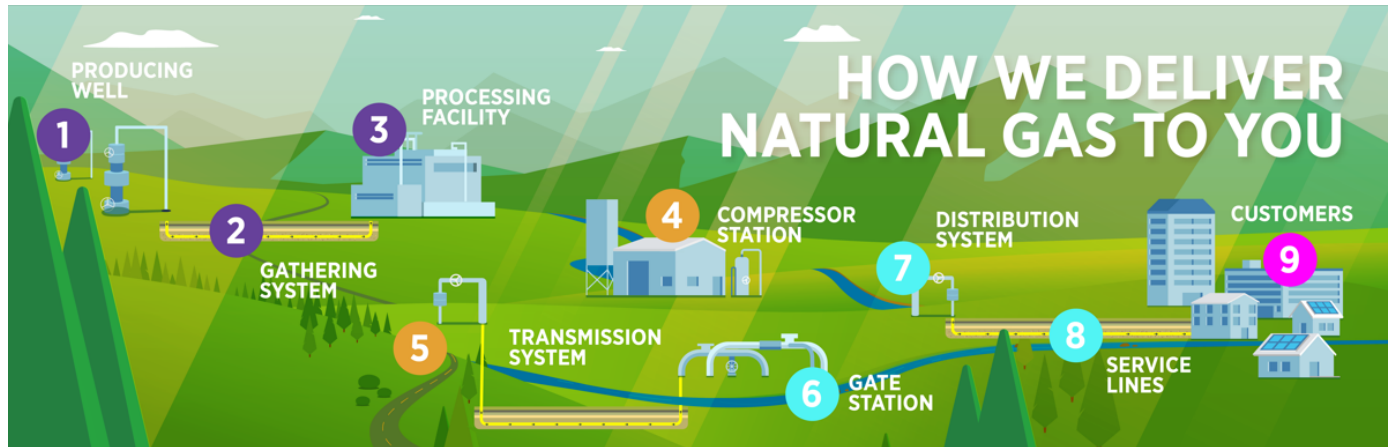 HOW WE DELIVER
NATURAL GAS TO YOU
1
PRODUCING
WELL
2
GATHERING
SYSTEM
3
PROCESSING
FACILITY
4
COMPRESSOR
STATION
5
TRANSMISSION
SYSTEM
6
GATE
STATION
7
DISTRIBUTION
SYSTEM
8
SERVICE
LINES
9
CUSTOMERS